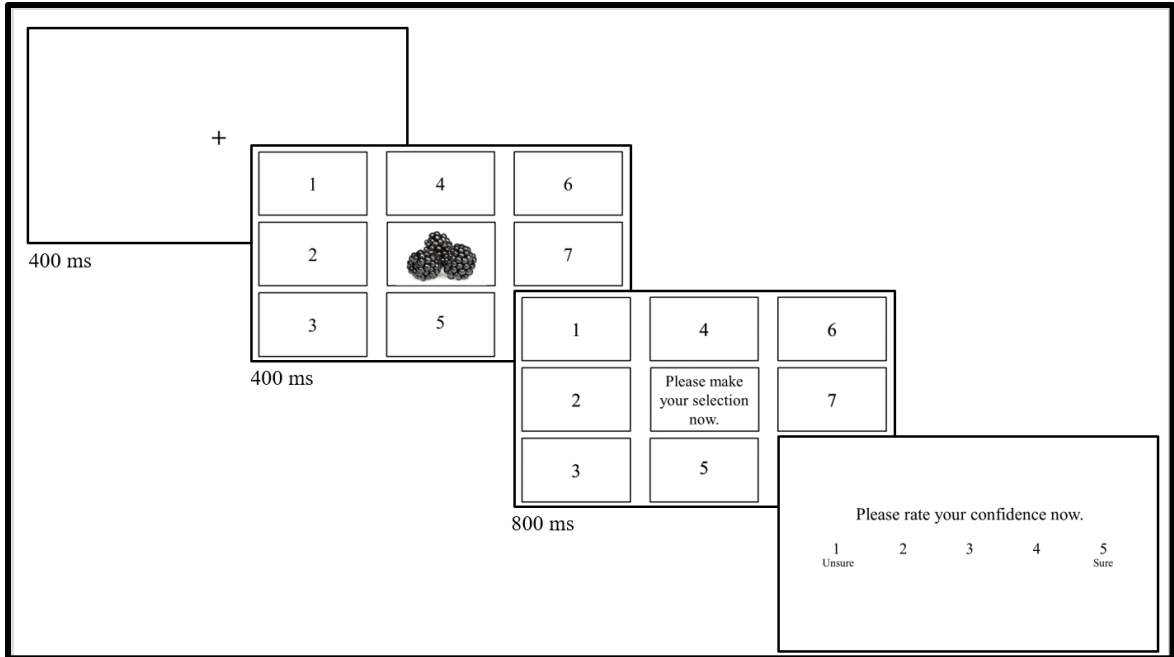 +
400 ms
1 4 6
2 7
3 5
400 ms
1 4 6
Please make
2 your selection 7
now.
3 5
800 ms
Please rate your confidence now.
1 2 3 4 5
Unsure Sure